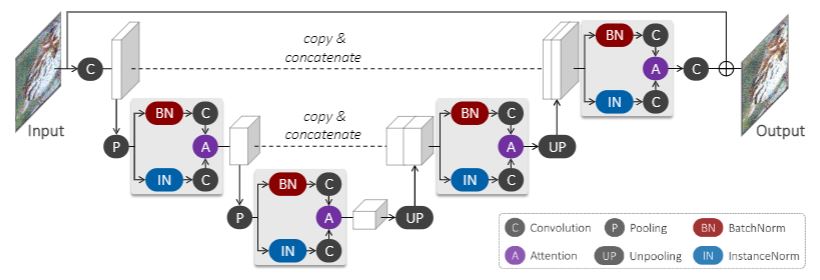 copy &
concatenate
BN
C
C
A
C
IN
C
Input
Output
copy &
concatenate
P
BN
C
A
IN
C
BN
C
A
UP
IN
C
P
BN
C
A
UP
IN
C
C Convolution
P Pooling
BN BatchNorm
A Attention
UP Unpooling
IN InstanceNorm